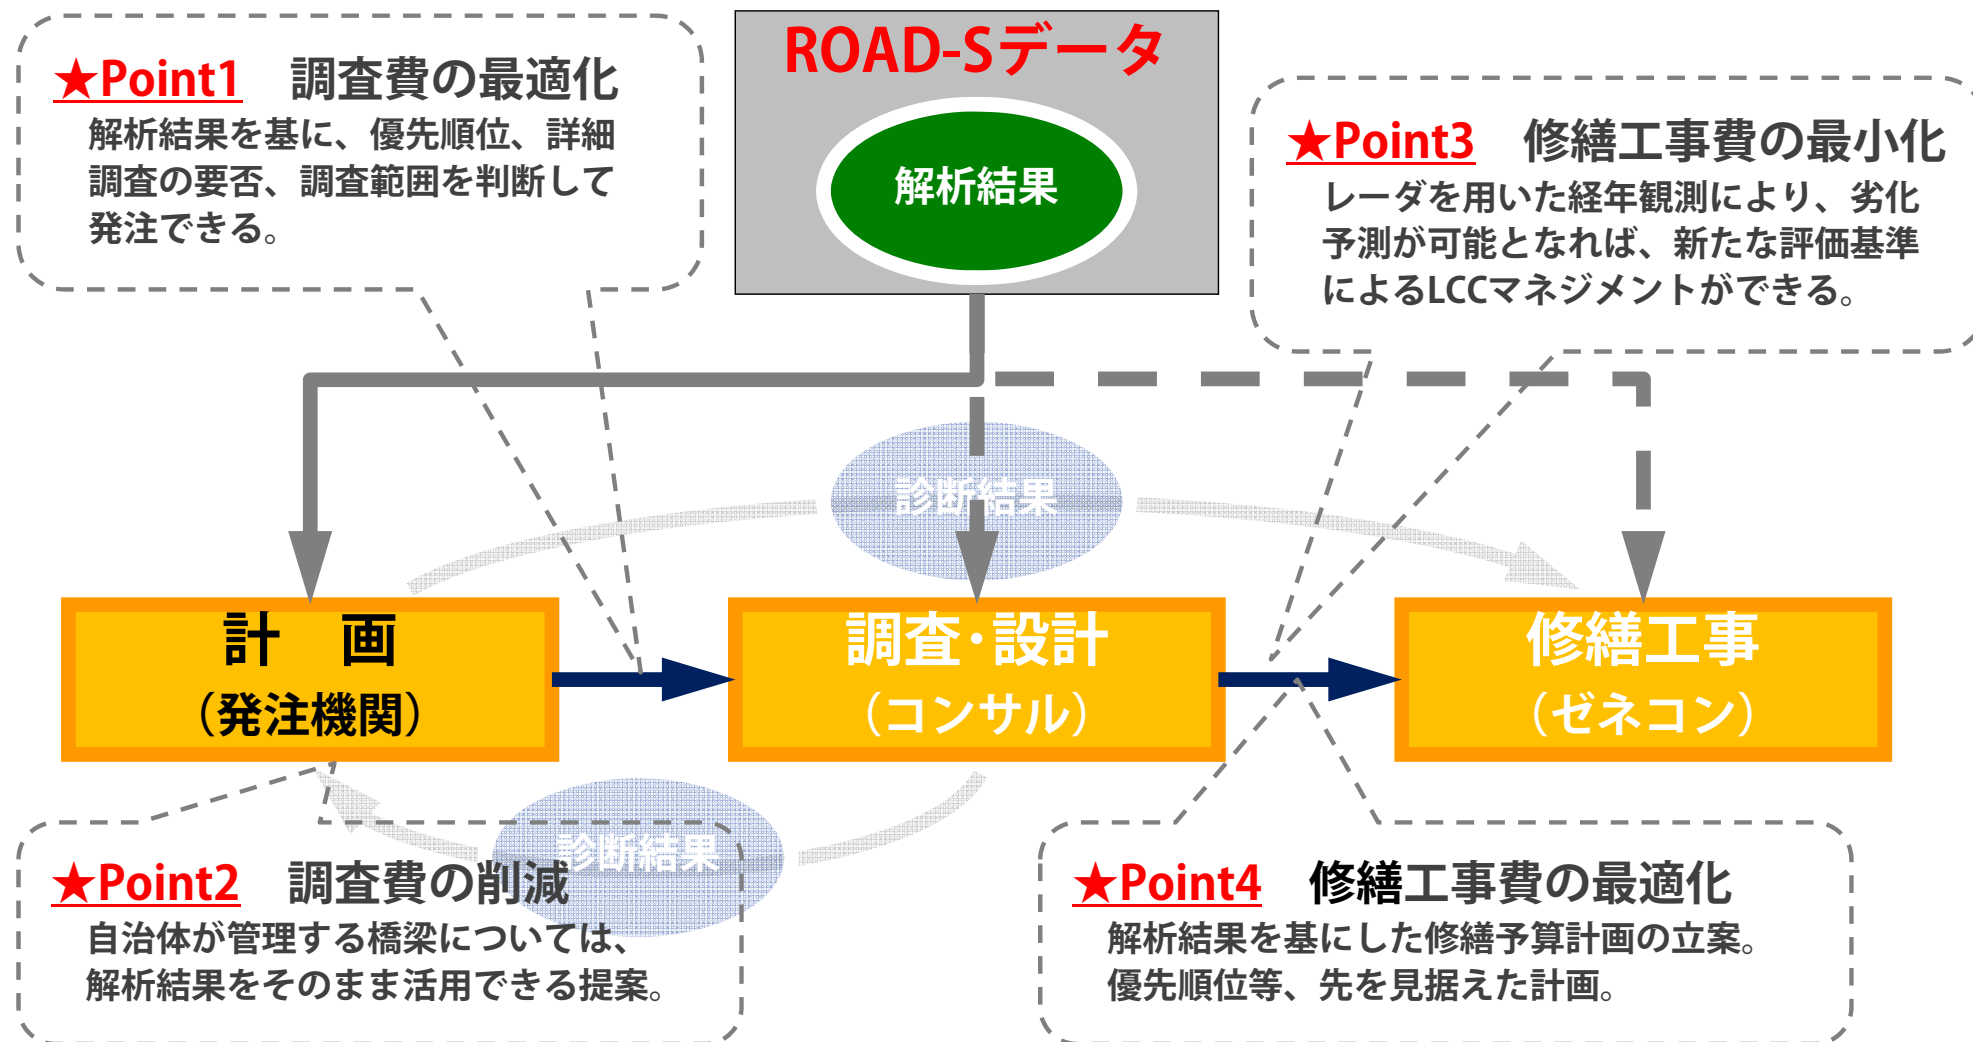 ROAD-Sデータ
解析結果
★Point1　調査費の最適化
解析結果を基に、優先順位、詳細
調査の要否、調査範囲を判断して
発注できる。
★Point3　修繕工事費の最小化
レーダを用いた経年観測により、劣化
予測が可能となれば、新たな評価基準
によるLCCマネジメントができる。
診断結果
計　画
（発注機関）
調査・設計
（コンサル）
修繕工事
（ゼネコン）
診断結果
★Point2　調査費の削減
自治体が管理する橋梁については、
解析結果をそのまま活用できる提案。
★Point4　修繕工事費の最適化
解析結果を基にした修繕予算計画の立案。
優先順位等、先を見据えた計画。